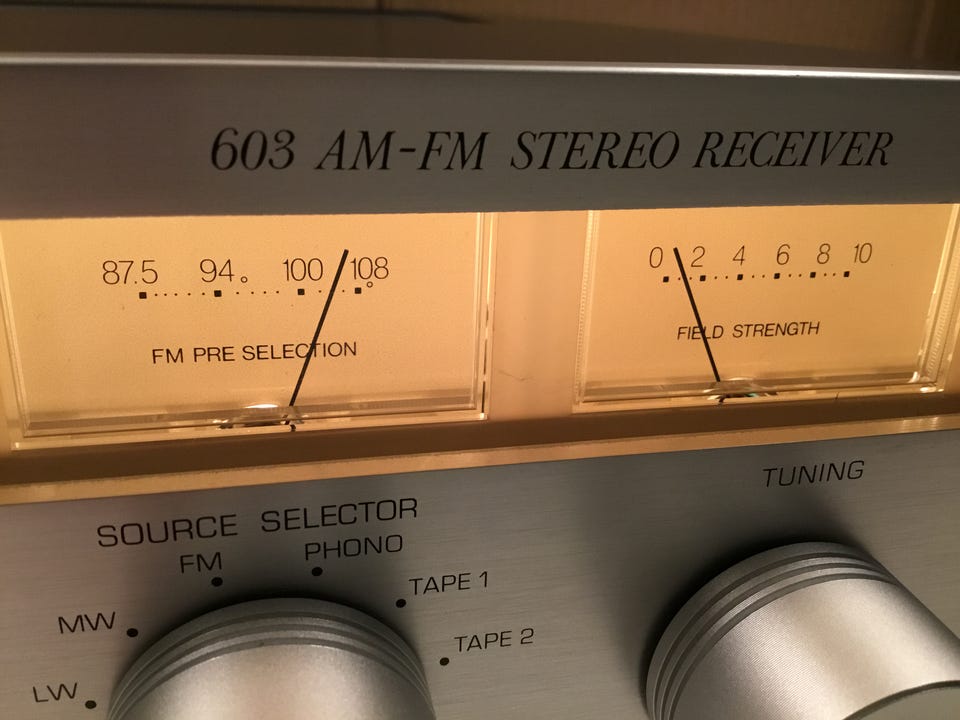 603 AM-FM STEREO RECEIVER
87.5 94 100 108
FM PRE SELECTION
0 2 4 6 8 10
FIELD STRENGTH
TUNING
SOURCE SELECTOR
FM
PHONO
TAPE 1
MW
TAPE 2
LW